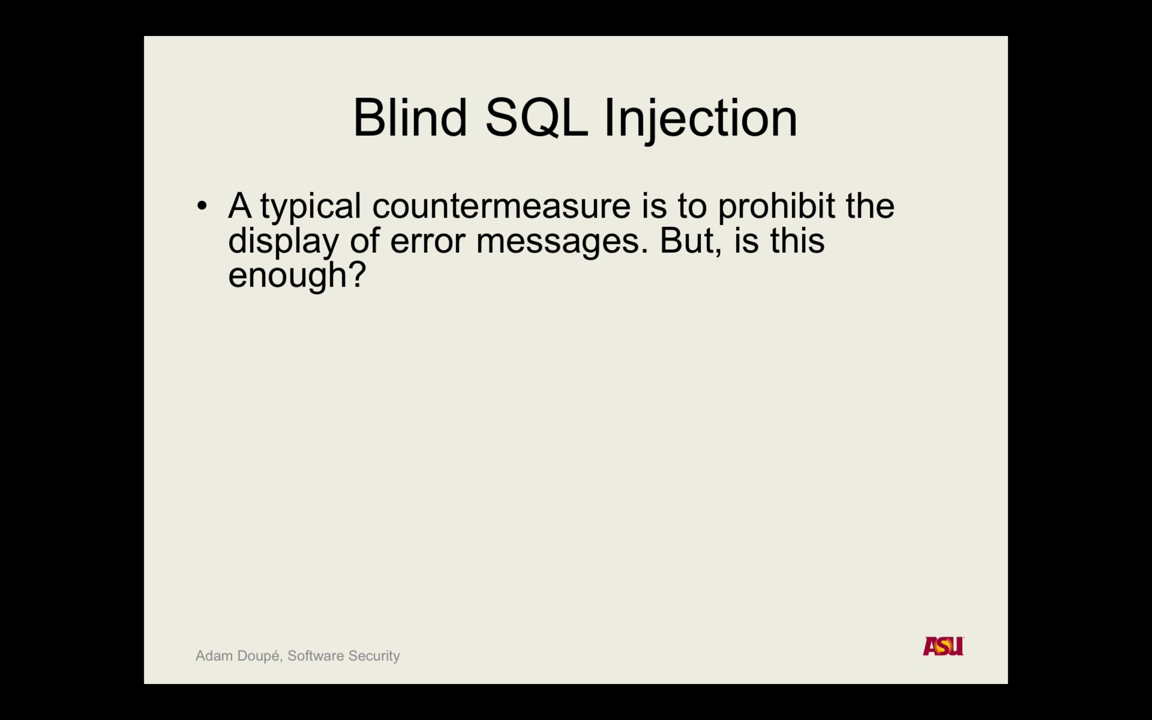 Blind SQL Injection
• A typical countermeasure is to prohibit the
display of error messages. But, is this
enough?
Adam Doupé, Software Security
ASU